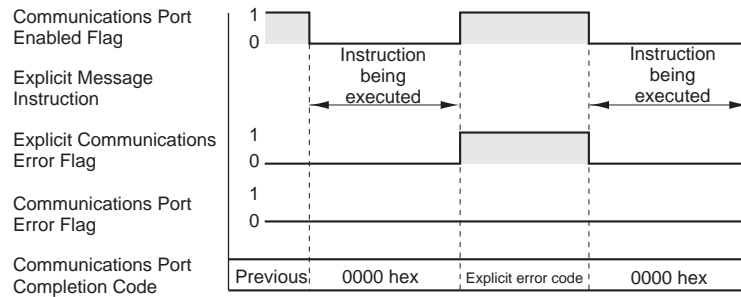 Communications Port
Enabled Flag
1
0
Instruction
being
executed
Instruction
being
executed
Explicit Message
Instruction
Explicit Communications
Error Flag
1
0
Communications Port
Error Flag
1
0
Communications Port
Completion Code
Previous 0000 hex Explicit error code 0000 hex